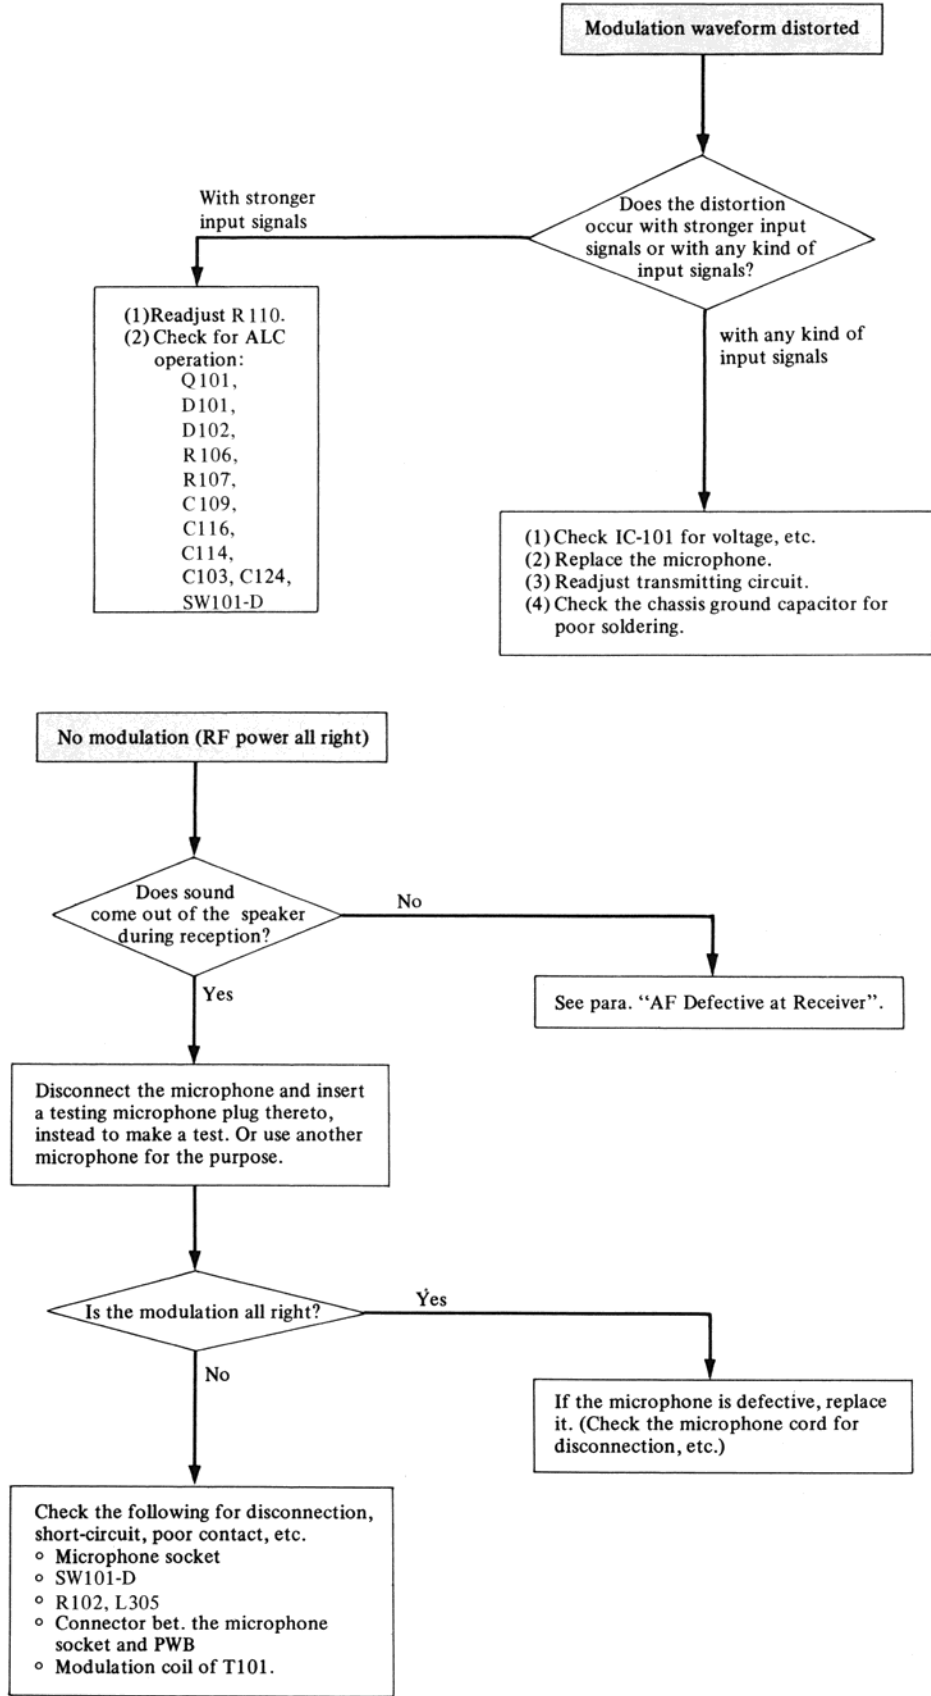 Modulation waveform distorted
Does the distortion
occur with stronger input
signals or with any kind of
input signals?
With stronger
input signals
(1)Readjust R110.
(2) Check for ALC
operation:
Q101,
D101,
D102,
R106,
R107,
C109,
C116,
C114,
C103, C124,
SW101-D
with any kind of
input signals
(1) Check IC-101 for voltage, etc.
(2) Replace the microphone.
(3) Readjust transmitting circuit.
(4) Check the chassis ground capacitor for
poor soldering.
No modulation (RF power all right)
Does sound
come out of the speaker
during reception?
No
See para. “AF Defective at Receiver”.
Yes
Disconnect the microphone and insert
a testing microphone plug thereto,
instead to make a test. Or use another
microphone for the purpose.
Is the modulation all right?
Yes
If the microphone is defective, replace
it. (Check the microphone cord for
disconnection, etc.)
No
Check the following for disconnection,
short-circuit, poor contact, etc.
° Microphone socket
° SW101-D
° R102, L305
° Connector bet. the microphone
socket and PWB
° Modulation coil of T101.